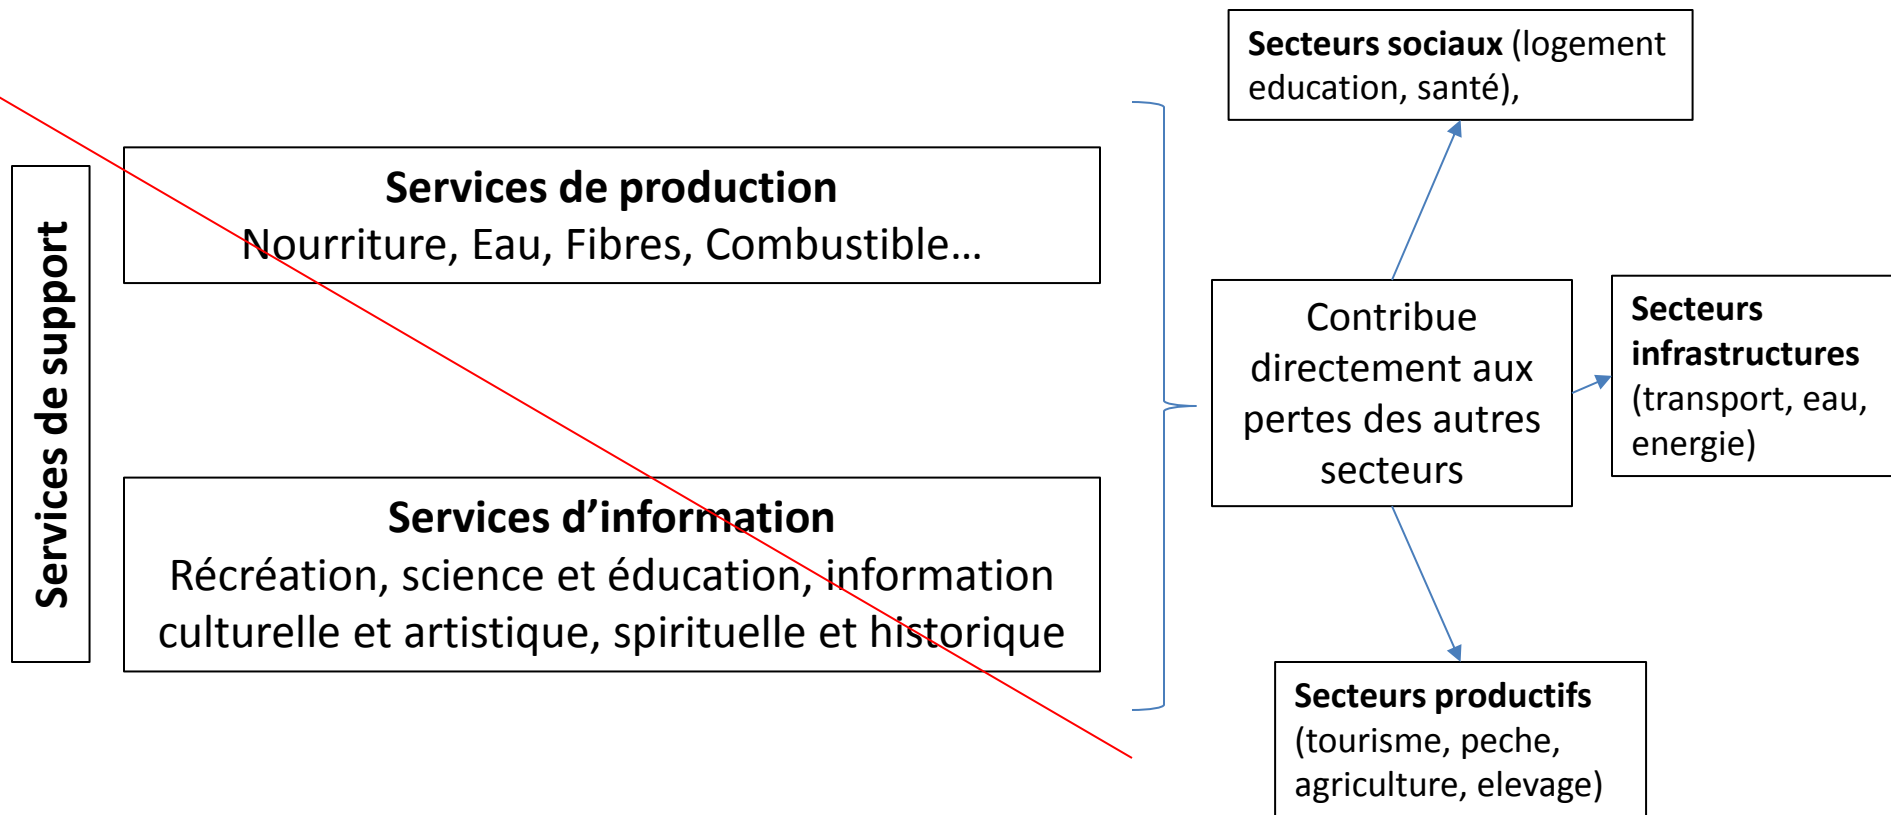 Services de support
Services de production
Nourriture, Eau, Fibres, Combustible…
Services d’information
Récréation, science et éducation, information
culturelle et artistique, spirituelle et historique
Contribue
directement aux
pertes des autres
secteurs
Secteurs sociaux (logement
education, santé),
Secteurs
infrastructures
(transport, eau,
energie)
Secteurs productifs
(tourisme, peche,
agriculture, elevage)